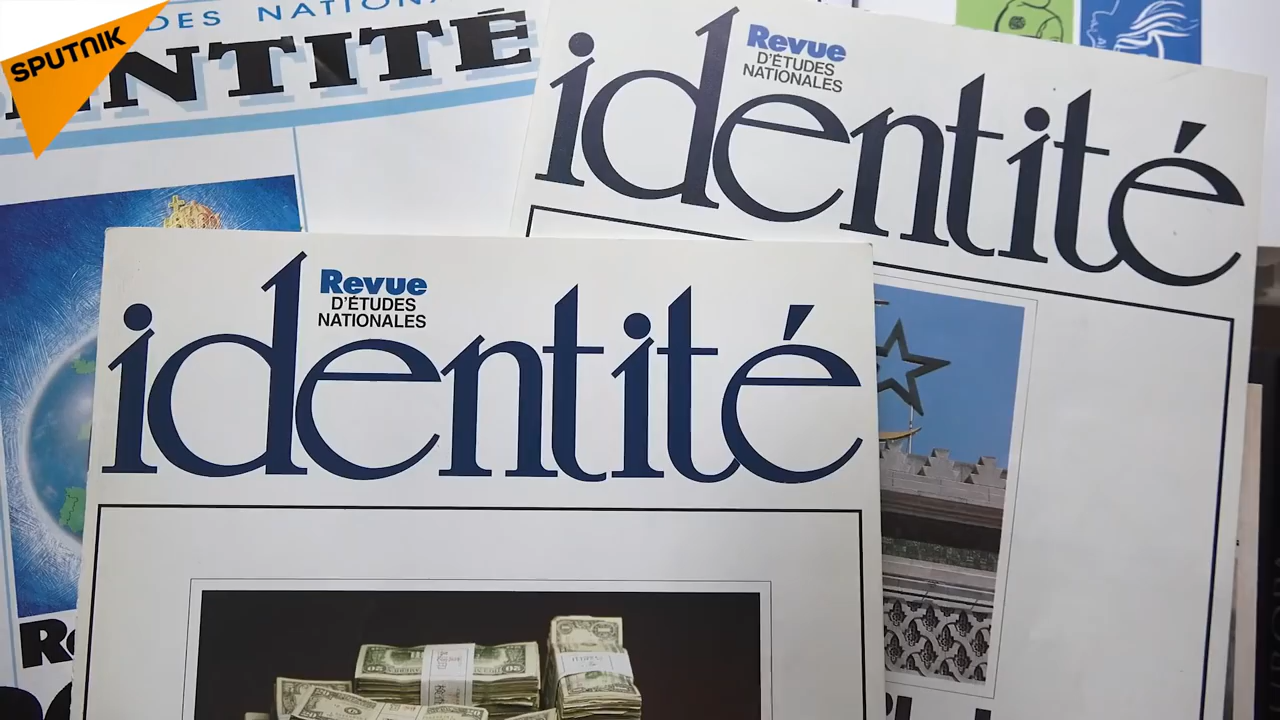 SPUTNIK
DES NATIONA
ENTITÉ
Revue
D'ÉTUDES
NATIONALES
identité
Revue
D'ÉTUDES
NATIONALES
identité